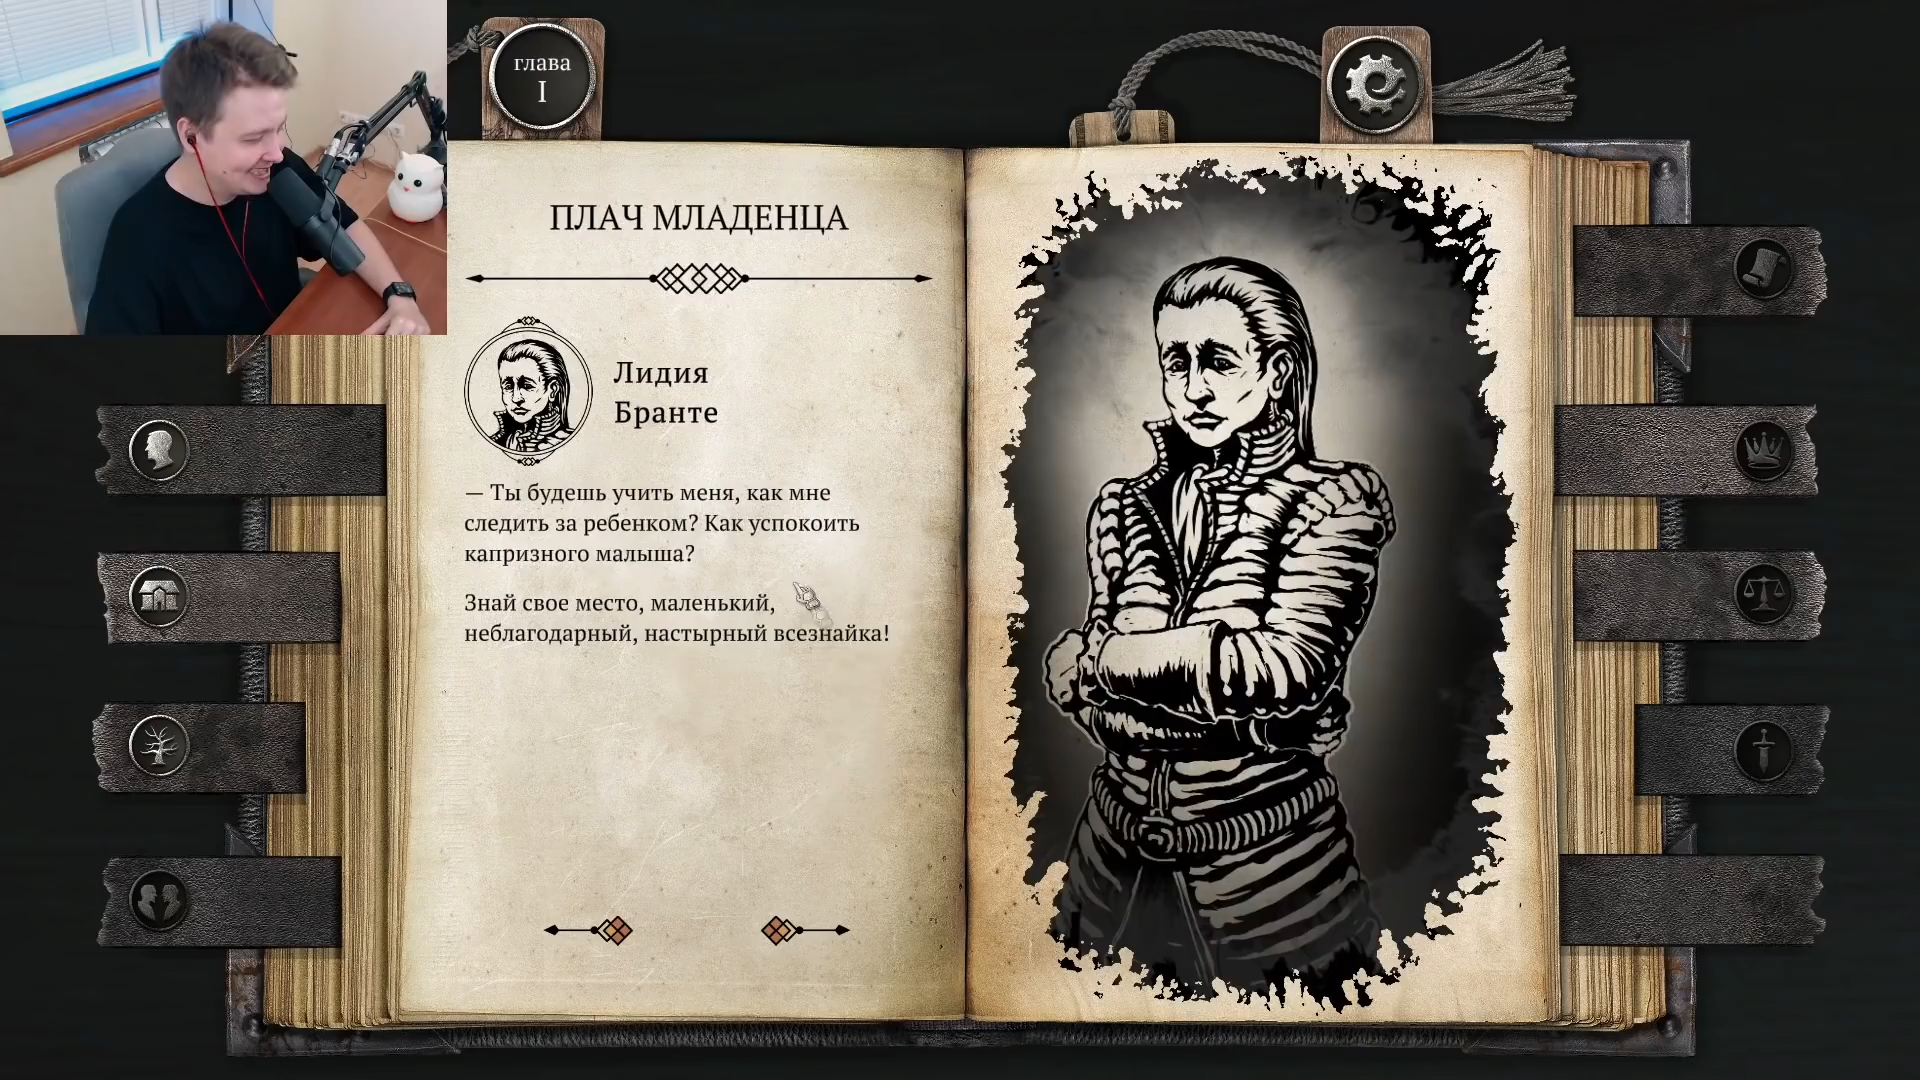 глава
I
ПЛАЧ МЛАДЕНЦА
Лидия
Бранте
— Ты будешь учить меня, как мне
следить за ребенком? Как успокоить
капризного малыша?
Знай свое место, маленький,
неблагодарный, настырный всезнайка!